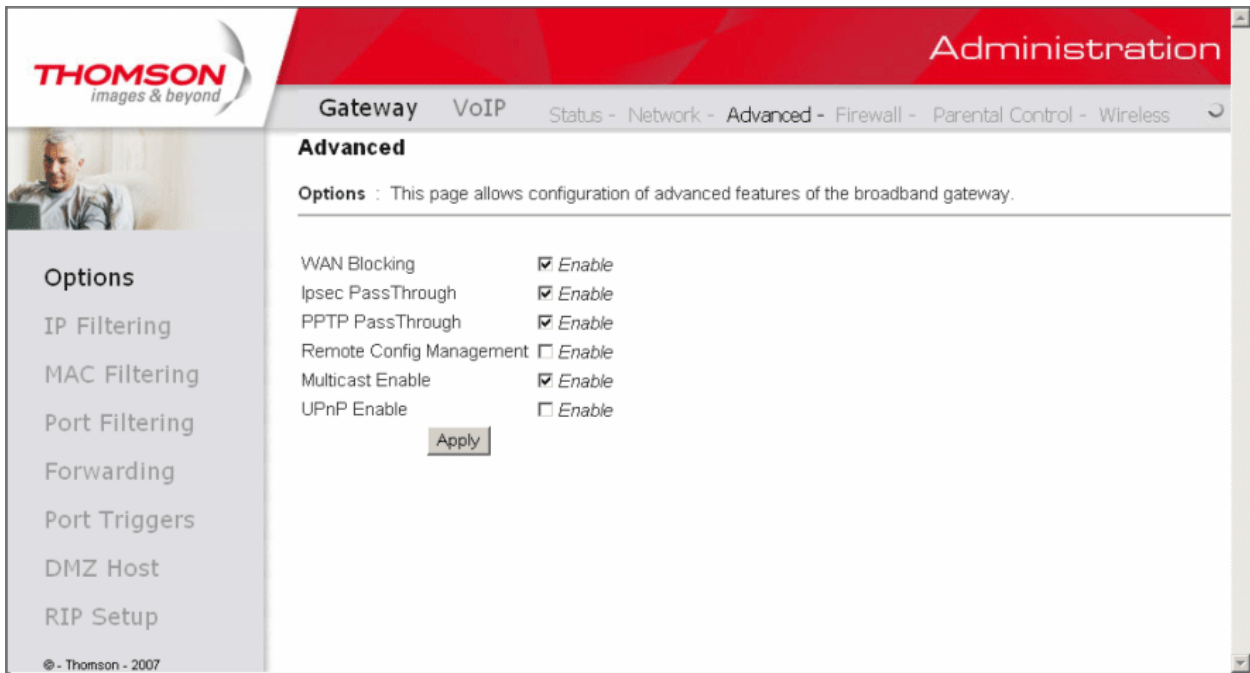 THOMSON
images & beyond
Administration
Gateway VoIP Status - Network - Advanced - Firewall - Parental Control - Wireless
Advanced
Options : This page allows configuration of advanced features of the broadband gateway.
Options
IP Filtering
MAC Filtering
Port Filtering
Forwarding
Port Triggers
DMZ Host
RIP Setup
© - Thomson - 2007
WAN Blocking Enable
Ipsec PassThrough Enable
PPTP PassThrough Enable
Remote Config Management Enable
Multicast Enable Enable
UPnP Enable Enable
Apply